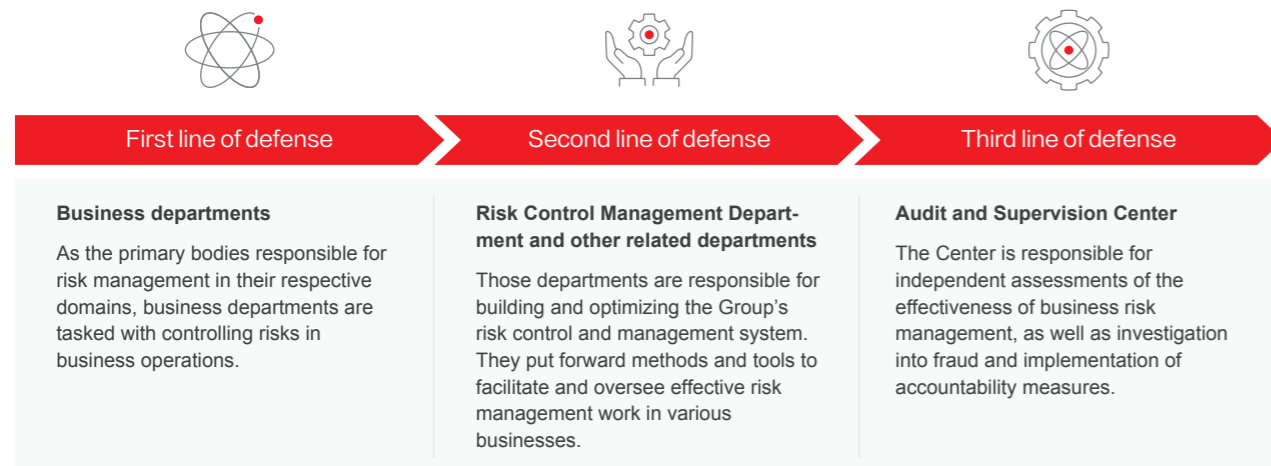 First line of defense
Second line of defense
Third line of defense
Business departments
As the primary bodies responsible for
risk management in their respective
domains, business departments are
tasked with controlling risks in
business operations.
Risk Control Management Depart-
ment and other related departments
Those departments are responsible for
building and optimizing the Group’s
risk control and management system.
They put forward methods and tools to
facilitate and oversee effective risk
management work in various
businesses.
Audit and Supervision Center
The Center is responsible for
independent assessments of the
effectiveness of business risk
management, as well as investigation
into fraud and implementation of
accountability measures.